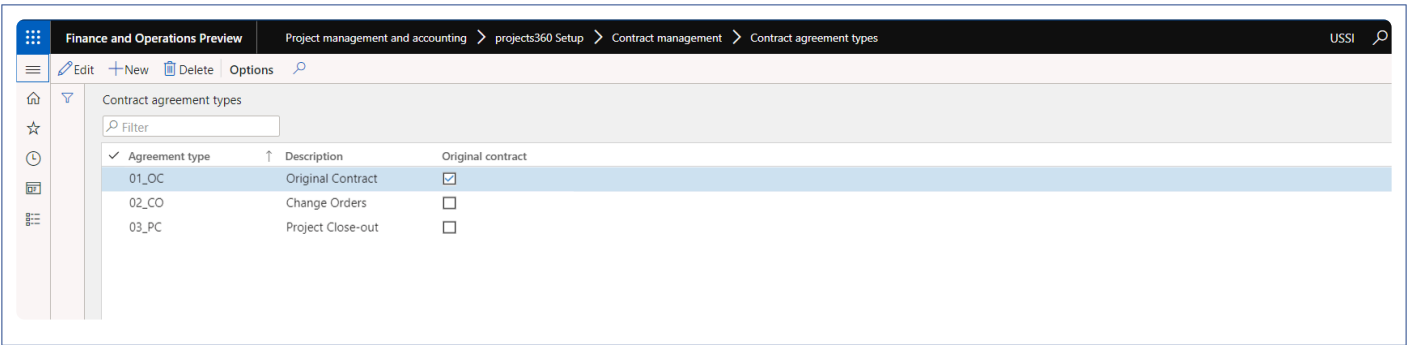 Finance and Operations Preview Project management and accounting > projects360 Setup > Contract management > Contract agreement types USSI
Edit New Delete Options
Contract agreement types
Filter
Agreement type Description Original contract
01_OC Original Contract
02_CO Change Orders
03_PC Project Close-out